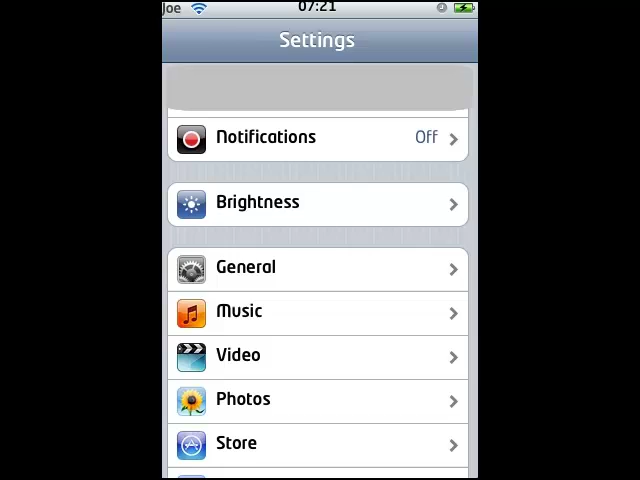 Joe 07:21
Settings
Notifications Off
Brightness
General
Music
Video
Photos
Store